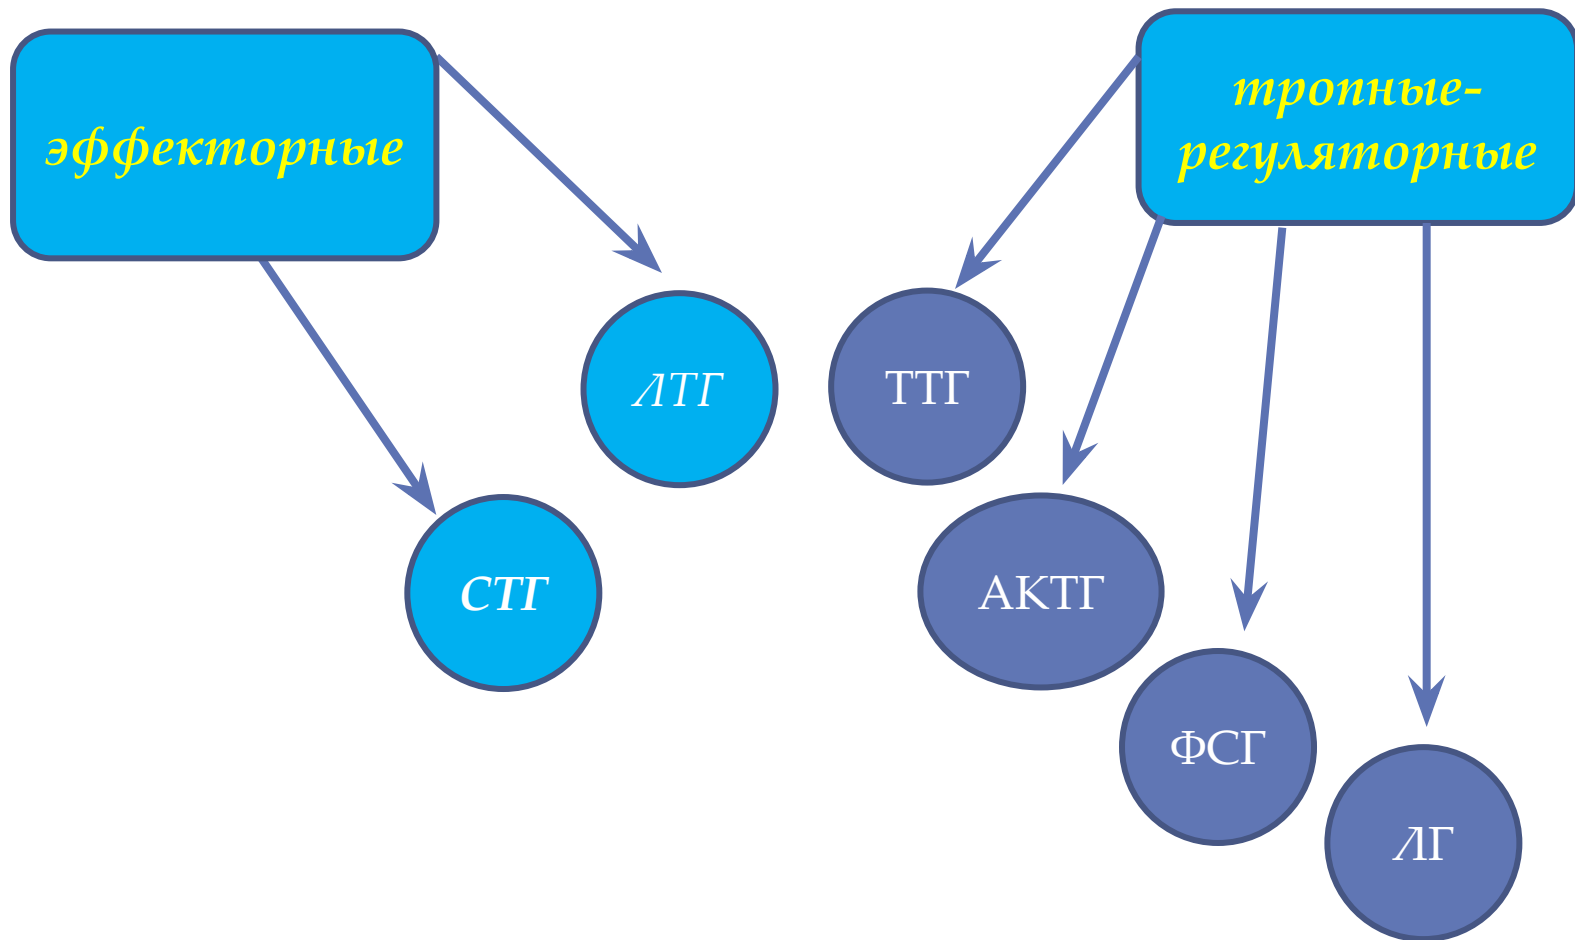 эффекторные
тропные-
регуляторные
ЛТГ
ТТГ
СТГ
АКТГ
ФСГ
ЛГ